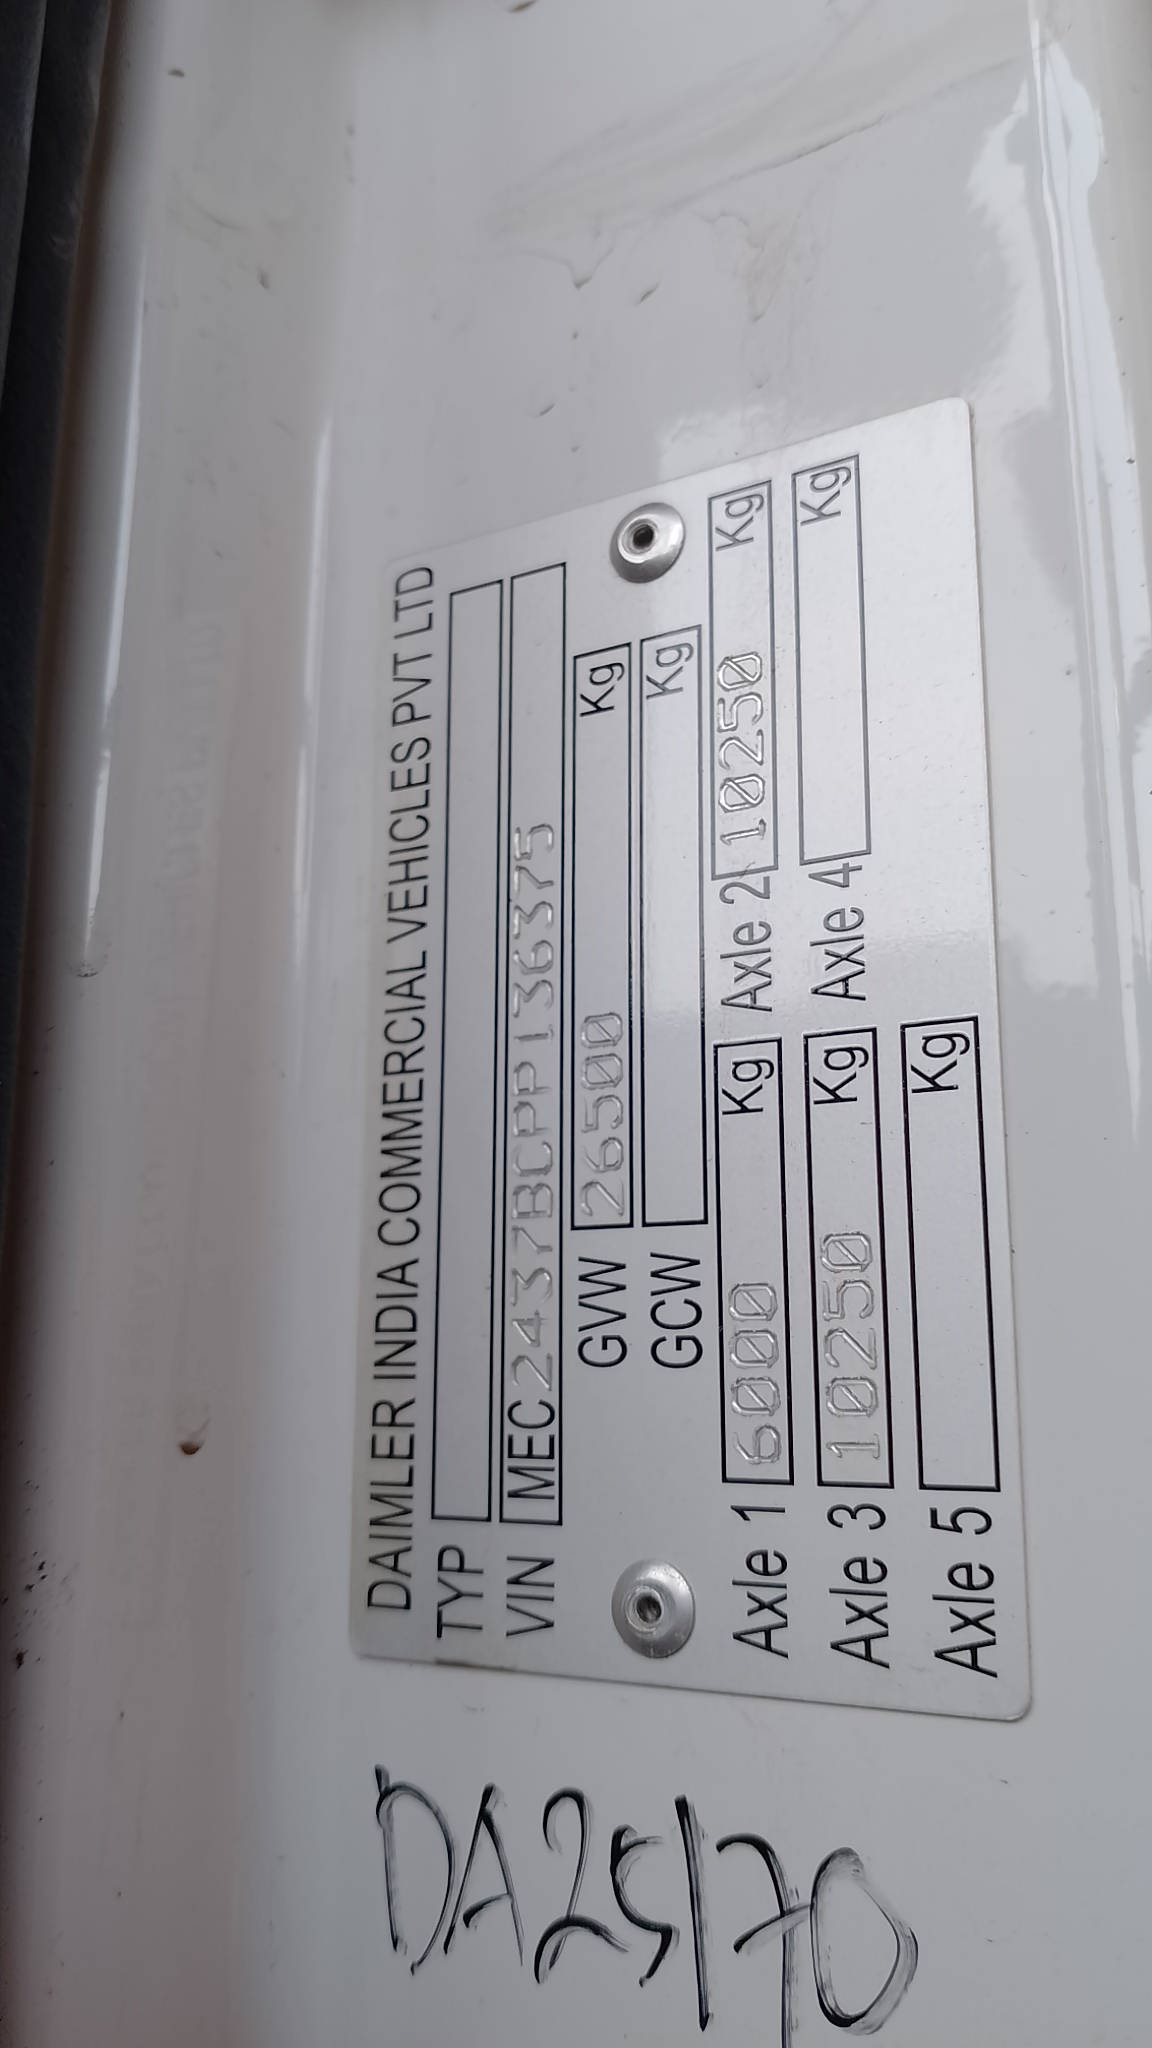 DAIMLER INDIA COMMERCIAL VEHICLES PVT LTD
TYP
VIN MEC2437BCPP136375
GVW 26500 Kg
GCW Kg
Axle 1 6000 Kg Axle 2 10250 Kg
Axle 3 10250 Kg Axle 4 Kg
Axle 5 Kg
DA25170